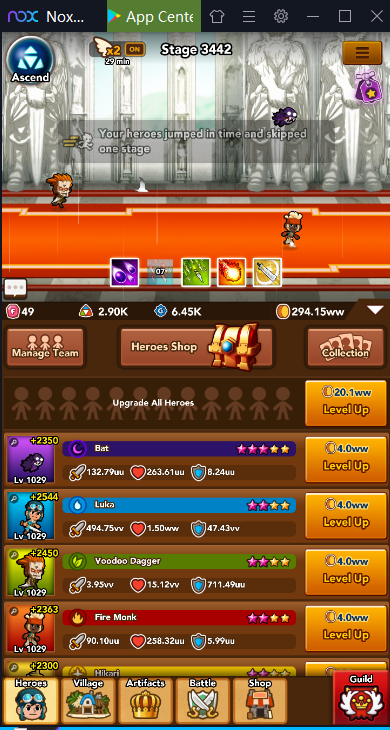 nox Nox... App Cente
Ascend
x2 ON
29 min
Stage 3442
Your heroes jumped in time and skipped
one stage
07
49 2.90K 6.45K 294.15ww
Manage Team
Heroes Shop
Collection
Upgrade All Heroes
20.1ww
Level Up
+2350
Bat
4.0ww
Lv 1029
132.79uu 263.61uu 8.24uu
Level Up
+2544
Luka
4.0ww
Lv 1029
494.75vv 1.50ww 47.43vv
Level Up
+2450
Voodoo Dagger
4.0ww
Lv 1029
3.95vv 15.12vv 711.49uu
Level Up
+2363
Fire Monk
4.0ww
Lv 1029
90.10uu 258.32uu 5.99uu
Level Up
+2300
Hikari
4.0ww
Heroes
Village
Artifacts
Battle
Shop
Guild